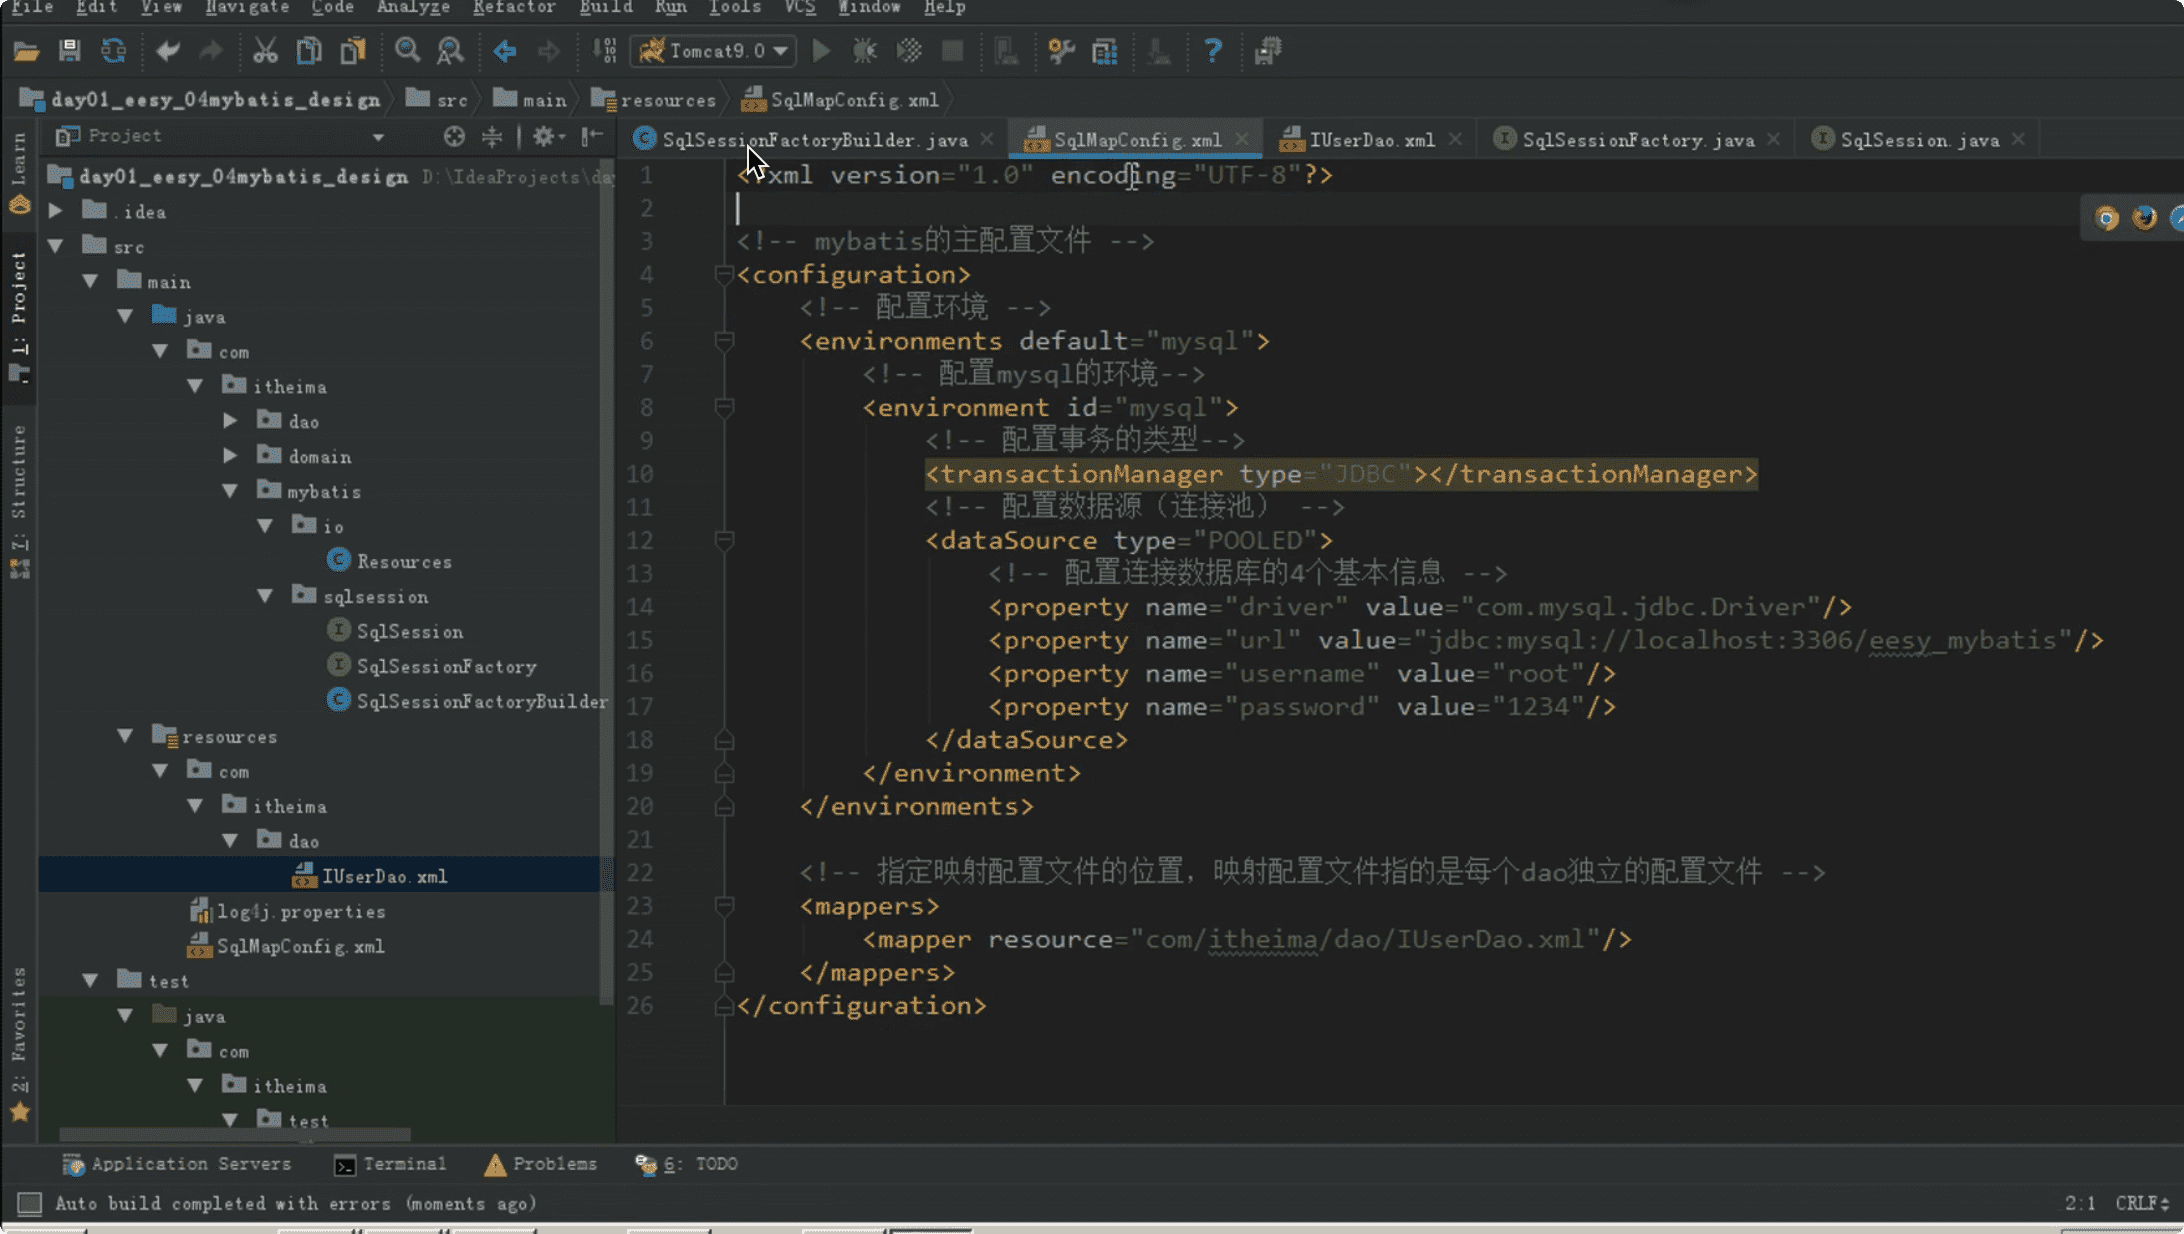 File Edit View Navigate Code Analyze Refactor Build Run Tools VCS Window Help
Tomcat9.0
day01_eesy_04mybatis_design src main resources SqlMapConfig.xml
Project
SqlSessionFactoryBuilder.java SqlMapConfig.xml IUserDao.xml SqlSessionFactory.java SqlSession.java
Learn
1: Project
7: Structure
2: Favorites
day01_eesy_04mybatis_design D:\IdeaProjects\day
.idea
src
main
java
com
itheima
dao
domain
mybatis
io
Resources
sqlsession
SqlSession
SqlSessionFactory
SqlSessionFactoryBuilder
resources
com
itheima
dao
IUserDao.xml
log4j.properties
SqlMapConfig.xml
test
java
com
itheima
test
1 <?xml version="1.0" encoding="UTF-8"?>
2
3 <!-- mybatis的主配置文件 -->
4 <configuration>
5 <!-- 配置环境 -->
6 <environments default="mysql">
7 <!-- 配置mysql的环境-->
8 <environment id="mysql">
9 <!-- 配置事务的类型-->
10 <transactionManager type="JDBC"></transactionManager>
11 <!-- 配置数据源（连接池） -->
12 <dataSource type="POOLED">
13 <!-- 配置连接数据库的4个基本信息 -->
14 <property name="driver" value="com.mysql.jdbc.Driver"/>
15 <property name="url" value="jdbc:mysql://localhost:3306/eesy_mybatis"/>
16 <property name="username" value="root"/>
17 <property name="password" value="1234"/>
18 </dataSource>
19 </environment>
20 </environments>
21
22 <!-- 指定映射配置文件的位置，映射配置文件指的是每个dao独立的配置文件 -->
23 <mappers>
24 <mapper resource="com/itheima/dao/IUserDao.xml"/>
25 </mappers>
26 </configuration>
Application Servers Terminal Problems 6: TODO
Auto build completed with errors (moments ago) 2:1 CRLF